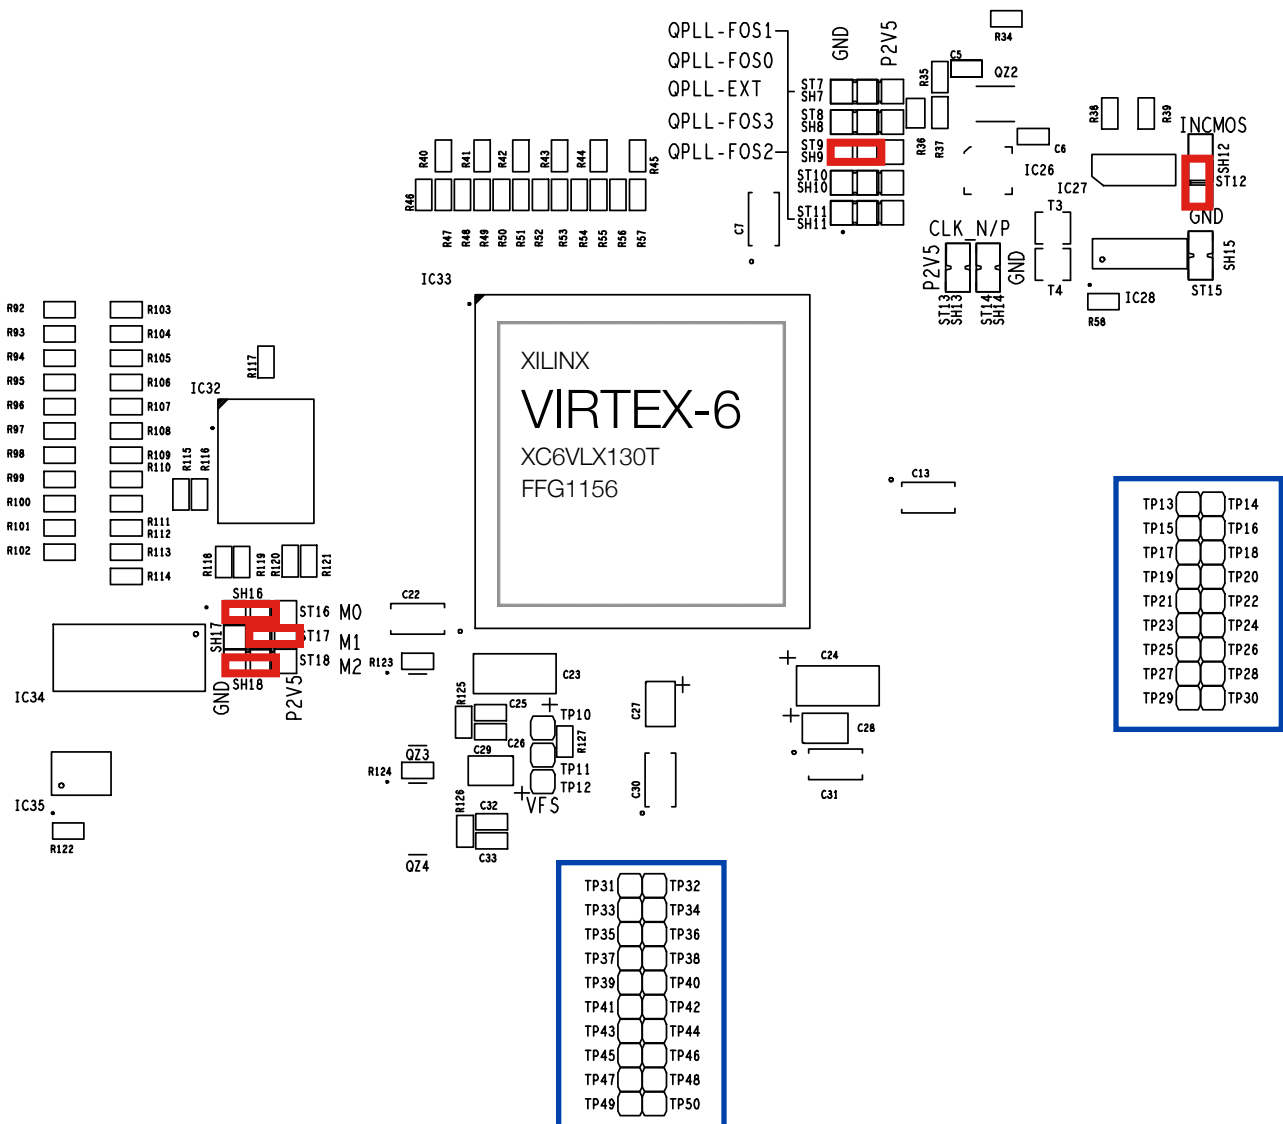 QPLL-FOS1
QPLL-FOS0
QPLL-EXT
QPLL-FOS3
QPLL-FOS2
GND
P2V5
ST7
SH7
ST8
SH8
ST9
SH9
ST10
SH10
ST11
SH11
R34
C5
R35
QZ2
R36
R37
C6
IC26
R38
R39
INCMOS
SH12
ST12
GND
IC27
T3
T4
CLK_N/P
P2V5
GND
ST13
SH13
ST14
SH14
SH15
ST15
IC28
R58
C7
R40
R41
R42
R43
R44
R45
R46
R47
R48
R49
R50
R51
R52
R53
R54
R55
R56
R57
IC33
XILINX
VIRTEX-6
XC6VLX130T
FFG1156
R92
R93
R94
R95
R96
R97
R98
R99
R100
R101
R102
R103
R104
R105
R106
R107
R108
R109
R110
R111
R112
R113
R114
R117
IC32
R115
R116
R118
R119
R120
R121
C13
TP13 TP14
TP15 TP16
TP17 TP18
TP19 TP20
TP21 TP22
TP23 TP24
TP25 TP26
TP27 TP28
TP29 TP30
SH16
ST16 M0
SH17
ST17 M1
ST18 M2
SH18
GND
P2V5
IC34
IC35
R122
C22
R123
C23
R125
C25
C26
TP10
R127
TP11
TP12
VFS
QZ3
R124
C29
R126
C32
C33
QZ4
C27
C30
C24
C28
C31
TP31 TP32
TP33 TP34
TP35 TP36
TP37 TP38
TP39 TP40
TP41 TP42
TP43 TP44
TP45 TP46
TP47 TP48
TP49 TP50